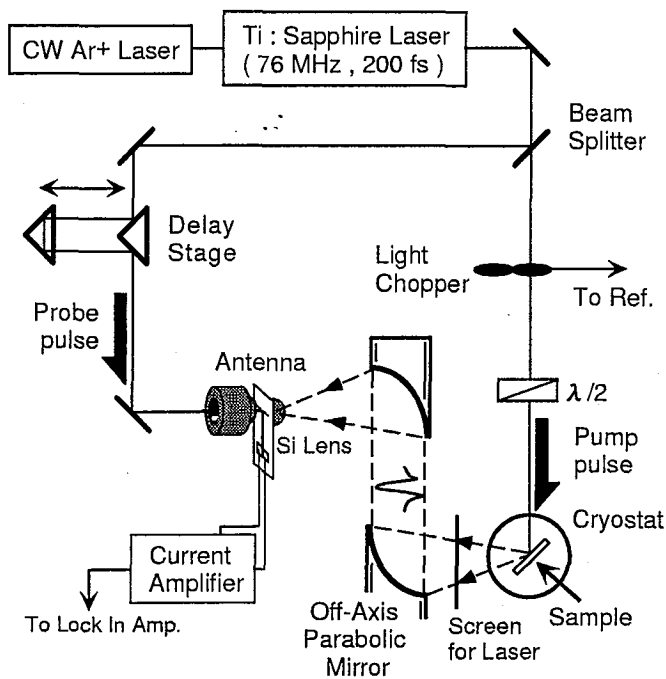 CW Ar+ Laser
Ti : Sapphire Laser
( 76 MHz , 200 fs )
Beam
Splitter
Delay
Stage
Light
Chopper
To Ref.
Probe
pulse
Antenna
λ/2
Si Lens
Pump
pulse
Cryostat
Current
Amplifier
To Lock In Amp.
Off-Axis
Parabolic
Mirror
Screen
for Laser
Sample